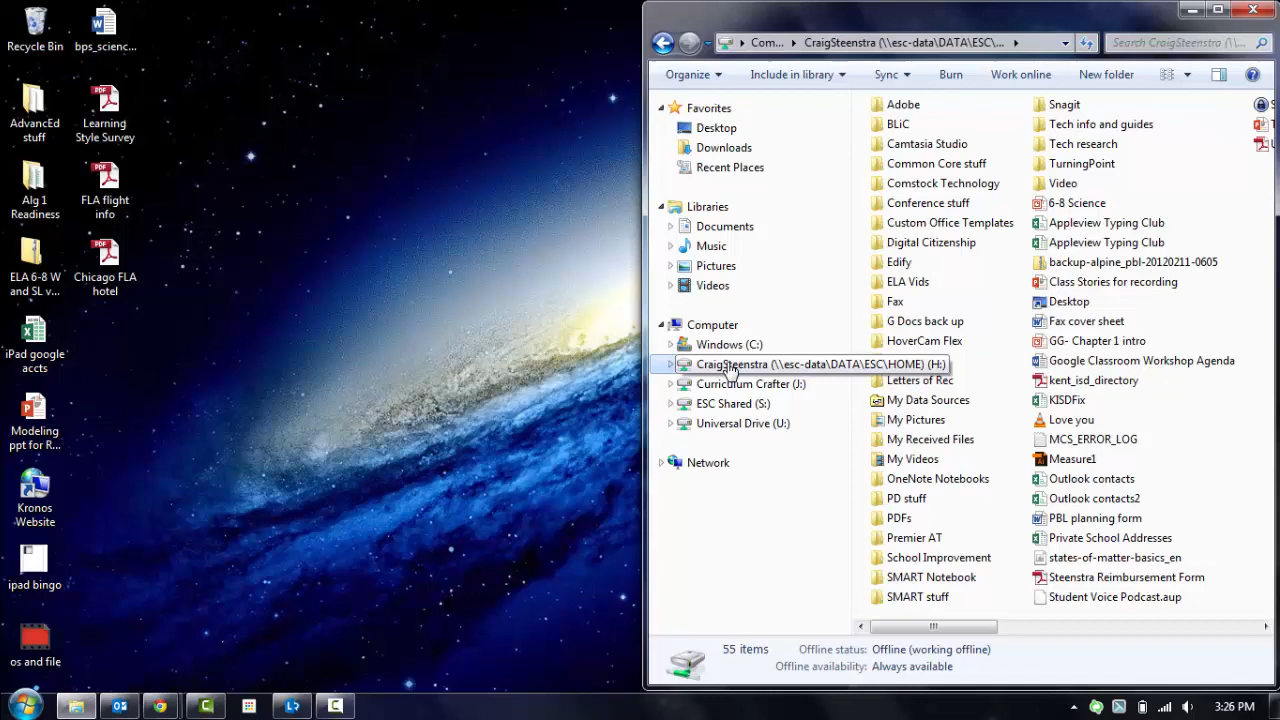 Recycle Bin
bps_scienc...
AdvancEd
stuff
Learning
Style Survey
Alg 1
Readiness
FLA flight
info
ELA 6-8 W
and SL v...
Chicago FLA
hotel
iPad google
accts
Modeling
ppt for R...
Kronos
Website
ipad bingo
os and file
Com...
CraigSteenstra (\\esc-data\DATA\ESC\...
Search CraigSteenstra (\\esc-data\...
Organize
Include in library
Sync
Burn
Work online
New folder
Favorites
Desktop
Downloads
Recent Places
Libraries
Documents
Music
Pictures
Videos
Computer
Windows (C:)
CraigSteenstra (\\esc-data\DATA\ESC\HOME) (H:)
Curriculum Crafter (J:)
ESC Shared (S:)
Universal Drive (U:)
Network
Adobe
BLiC
Camtasia Studio
Common Core stuff
Comstock Technology
Conference stuff
Custom Office Templates
Digital Citizenship
Edify
ELA Vids
Fax
G Docs back up
HoverCam Flex
Letters of Rec
My Data Sources
My Pictures
My Received Files
My Videos
OneNote Notebooks
PD stuff
PDFs
Premier AT
School Improvement
SMART Notebook
SMART stuff
Snagit
Tech info and guides
Tech research
TurningPoint
Video
6-8 Science
Appleview Typing Club
Appleview Typing Club
backup-alpine_pbl-20120211-0605
Class Stories for recording
Desktop
Fax cover sheet
GG- Chapter 1 intro
Google Classroom Workshop Agenda
kent_isd_directory
KISDFix
Love you
MCS_ERROR_LOG
Measure1
Outlook contacts
Outlook contacts2
PBL planning form
Private School Addresses
states-of-matter-basics_en
Steenstra Reimbursement Form
Student Voice Podcast.aup
55 items
Offline status: Offline (working offline)
Offline availability: Always available
3:26 PM